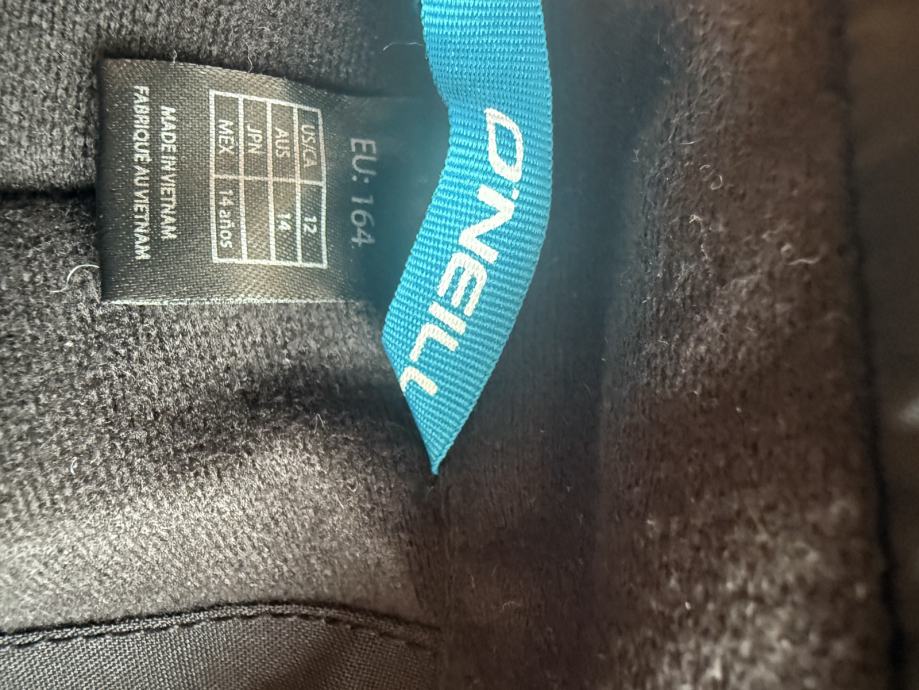 O'NEILL
EU: 164
US/CA 12
AUS 14
JPN
MEX 14 años
MADE IN VIETNAM
FABRIQUE AU VIETNAM